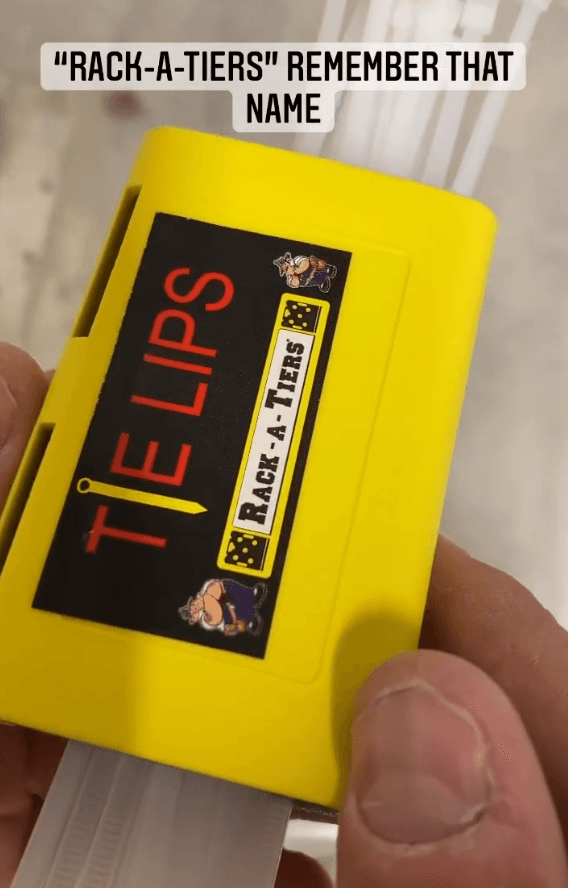 “RACK-A-TIERS” REMEMBER THAT
NAME
TIE LIPS
RACK-A-TIERS